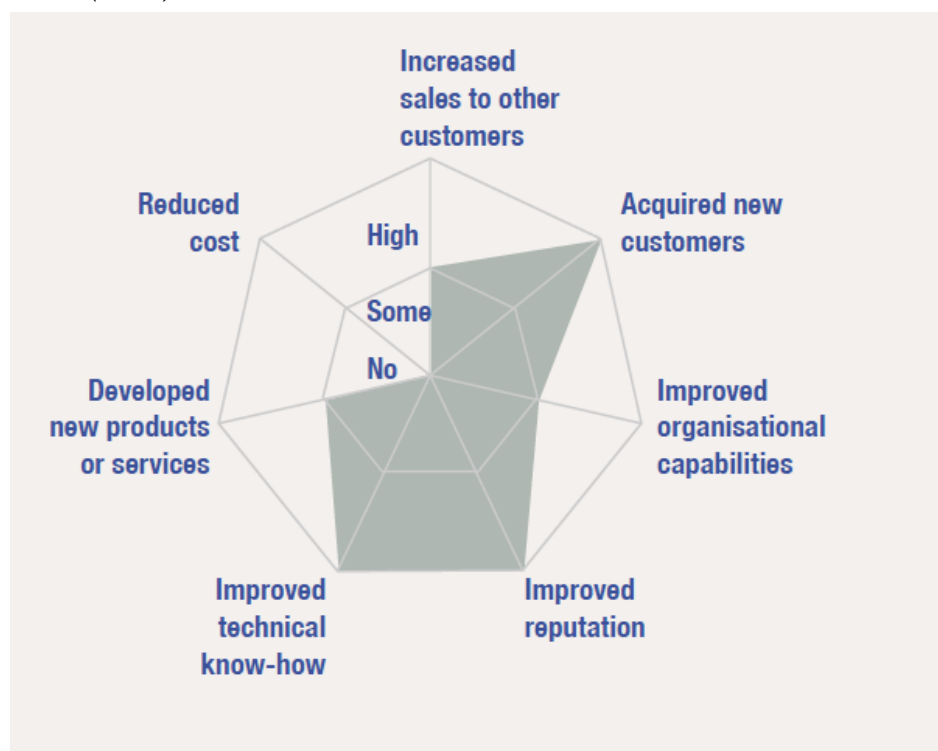 Increased
sales to other
customers
Reduced
cost
High
Acquired new
customers
Some
No
Developed
new products
or services
Improved
organisational
capabilities
Improved
technical
know-how
Improved
reputation